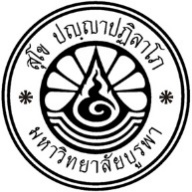 สุโข ปญฺญาปฏิลาโภ
มหาวิทยาลัยบูรพา